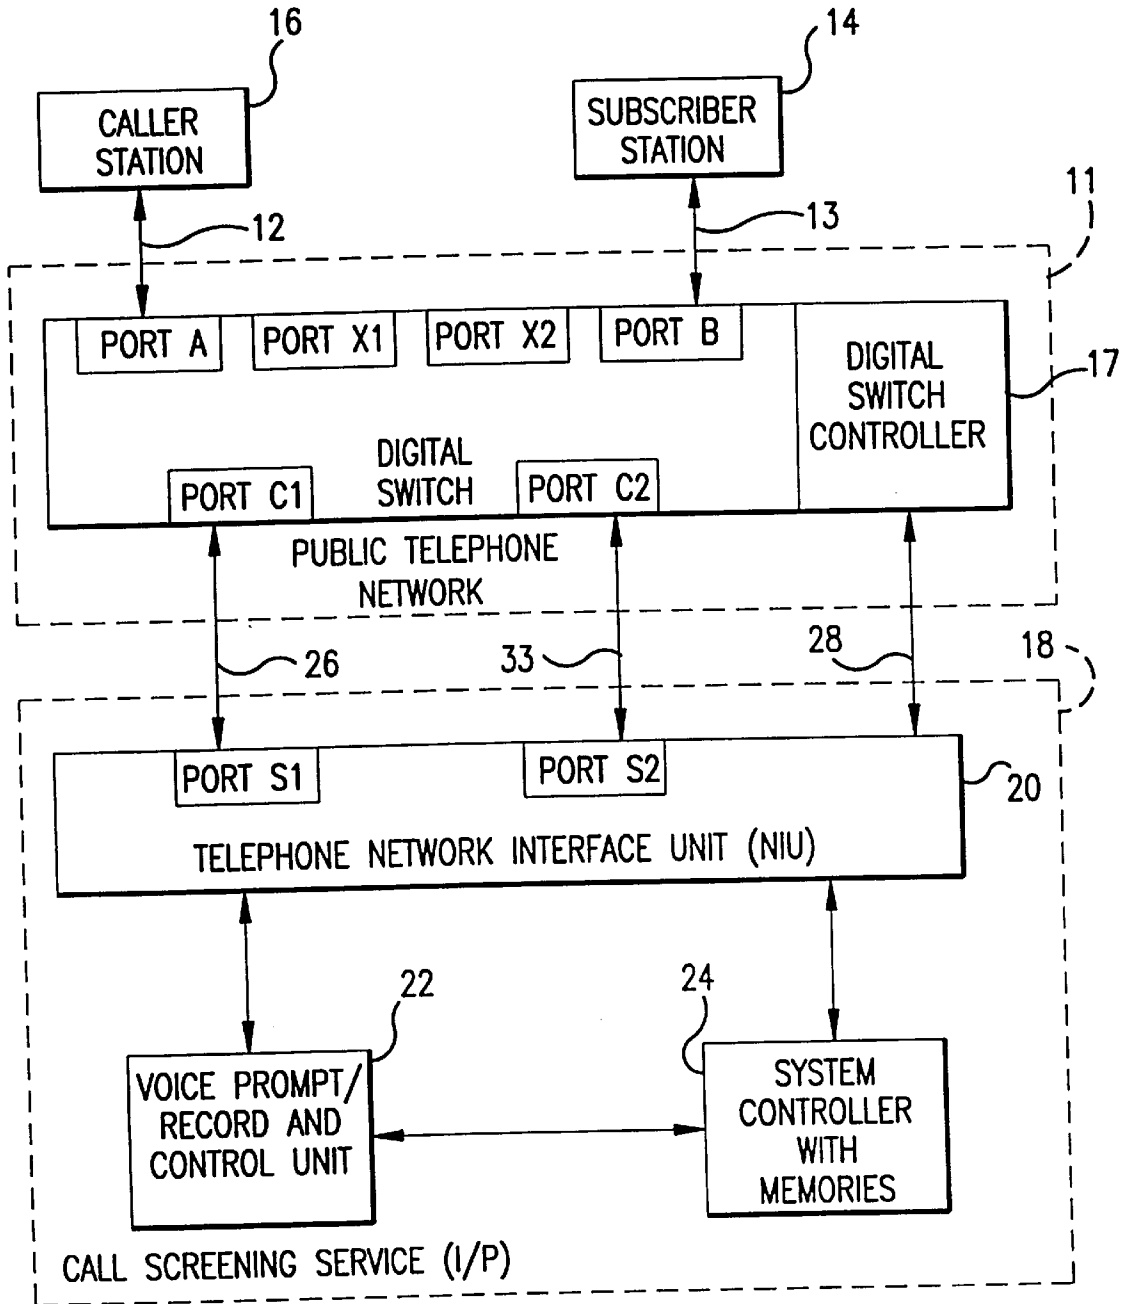 16
14
CALLER
STATION
SUBSCRIBER
STATION
11
12
13
PORT A
PORT X1
PORT X2
PORT B
DIGITAL
SWITCH
CONTROLLER
17
DIGITAL
SWITCH
PORT C1
PORT C2
PUBLIC TELEPHONE
NETWORK
26
33
28
18
PORT S1
PORT S2
20
TELEPHONE NETWORK INTERFACE UNIT (NIU)
22
24
VOICE PROMPT/
RECORD AND
CONTROL UNIT
SYSTEM
CONTROLLER
WITH
MEMORIES
CALL SCREENING SERVICE (I/P)